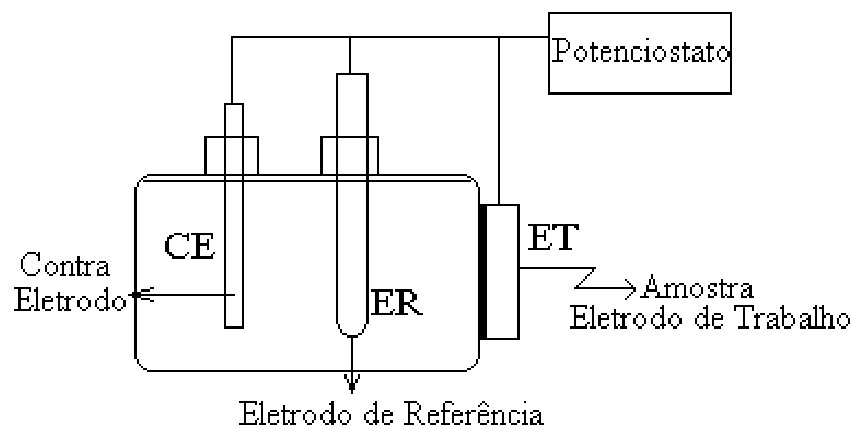 Potenciostato
CE
ET
Contra
Eletrodo
ER
Amostra
Eletrodo de Trabalho
Eletrodo de Referência